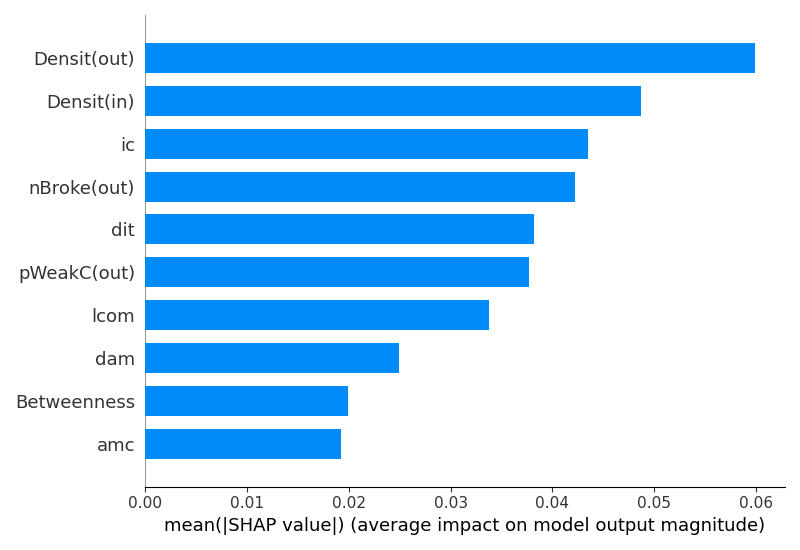 Densit(out)
Densit(in)
ic
nBroke(out)
dit
pWeakC(out)
lcom
dam
Betweenness
amc
0.00 0.01 0.02 0.03 0.04 0.05 0.06
mean(|SHAP value|) (average impact on model output magnitude)